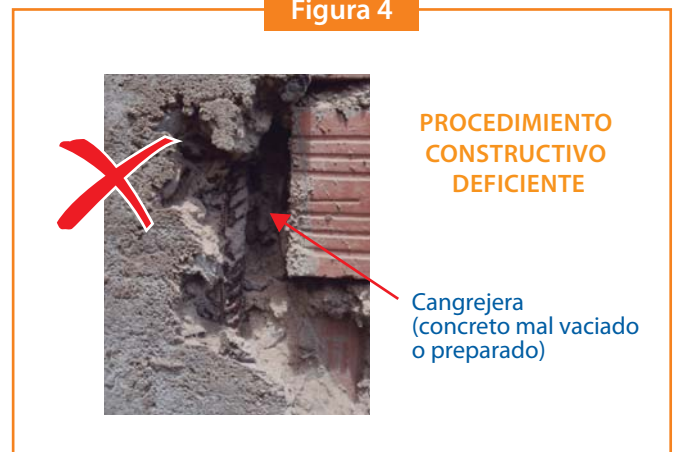 Figura 4
PROCEDIMIENTO
CONSTRUCTIVO
DEFICIENTE
Cangrejera
(concreto mal vaciado
o preparado)